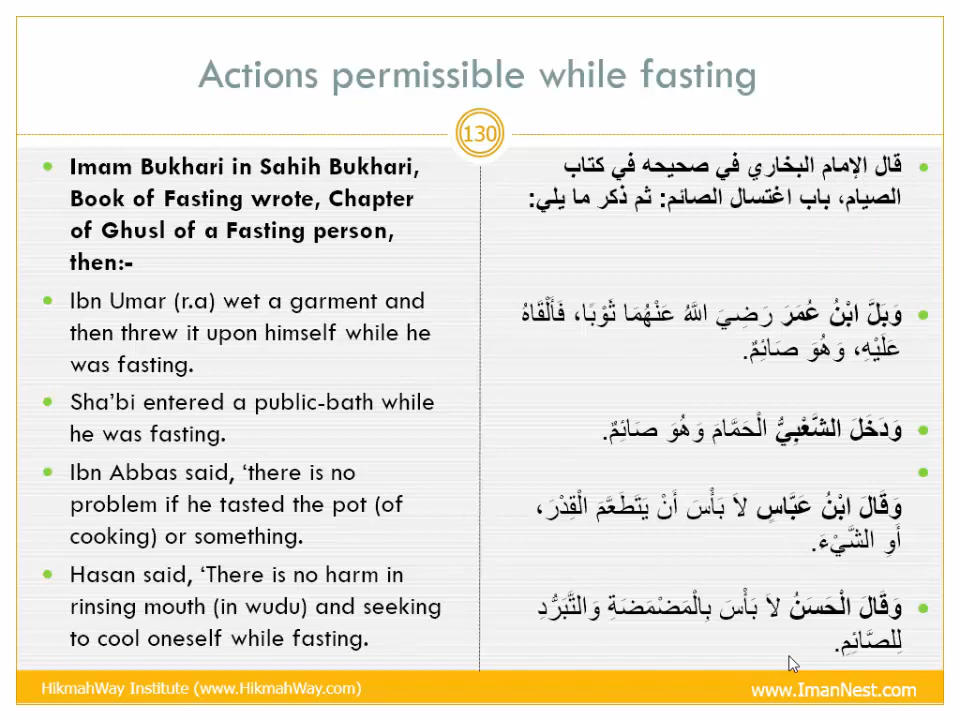 Actions permissible while fasting
130
Imam Bukhari in Sahih Bukhari,
Book of Fasting wrote, Chapter
of Ghusl of a Fasting person,
then:-
Ibn Umar (r.a) wet a garment and
then threw it upon himself while he
was fasting.
Sha’bi entered a public-bath while
he was fasting.
Ibn Abbas said, ‘there is no
problem if he tasted the pot (of
cooking) or something.
Hasan said, ‘There is no harm in
rinsing mouth (in wudu) and seeking
to cool oneself while fasting.
قال الإمام البخاري في صحيحه في كتاب
الصيام، باب اغتسال الصائم: ثم ذكر ما يلي:
وَبَلَّ ابْنُ عُمَرَ رَضِيَ اللَّهُ عَنْهُمَا ثَوْبًا، فَأَلْقَاهُ
عَلَيْهِ، وَهُوَ صَائِمٌ.
وَدَخَلَ الشَّعْبِيُّ الْحَمَّامَ وَهُوَ صَائِمٌ.
وَقَالَ ابْنُ عَبَّاسٍ لاَ بَأْسَ أَنْ يَتَطَعَّمَ الْقِدْرَ،
أَوِ الشَّيْءَ.
وَقَالَ الْحَسَنُ لاَ بَأْسَ بِالْمَضْمَضَةِ وَالتَّبَرُّدِ
لِلصَّائِمِ.
HikmahWay Institute (www.HikmahWay.com)
www.ImanNest.com